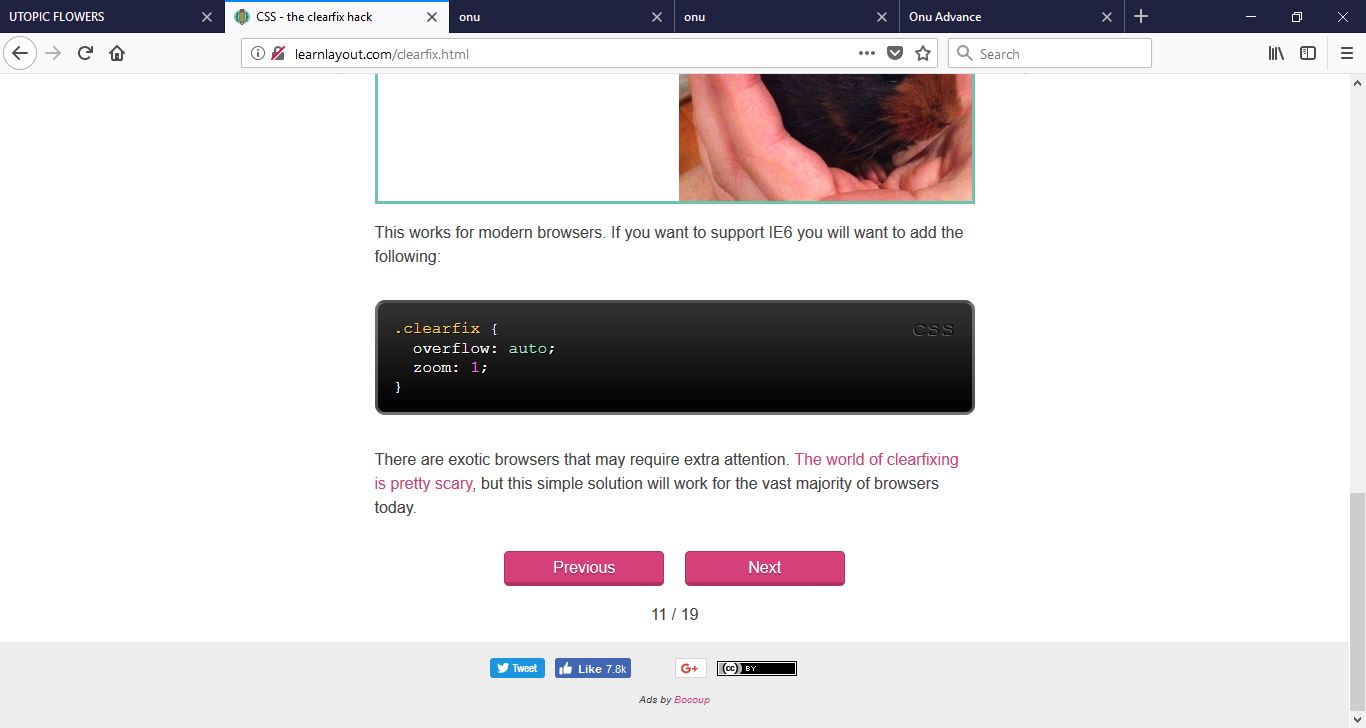 UTOPIC FLOWERS
CSS - the clearfix hack
onu
onu
Onu Advance
learnlayout.com/clearfix.html
Search
This works for modern browsers. If you want to support IE6 you will want to add the
following:
CSS
.clearfix {
  overflow: auto;
  zoom: 1;
}
There are exotic browsers that may require extra attention. The world of clearfixing
is pretty scary, but this simple solution will work for the vast majority of browsers
today.
Previous
Next
11 / 19
Tweet
Like 7.8k
G+
cc BY
Ads by Bocoup